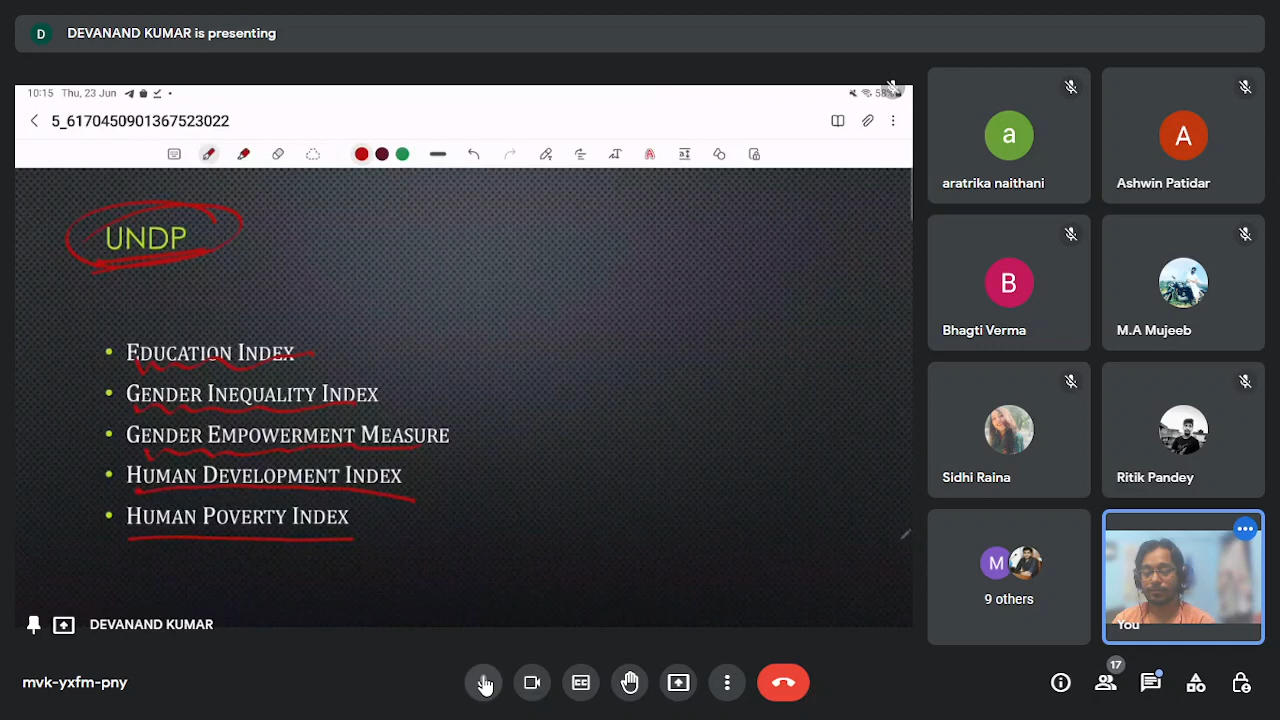 D DEVANAND KUMAR is presenting
10:15 Thu, 23 Jun 58%
5_6170450901367523022
UNDP
• EDUCATION INDEX
• GENDER INEQUALITY INDEX
• GENDER EMPOWERMENT MEASURE
• HUMAN DEVELOPMENT INDEX
• HUMAN POVERTY INDEX
DEVANAND KUMAR
a
aratrika naithani
A
Ashwin Patidar
B
Bhagti Verma
M.A Mujeeb
Sidhi Raina
Ritik Pandey
M
9 others
You
mvk-yxfm-pny
CC
17